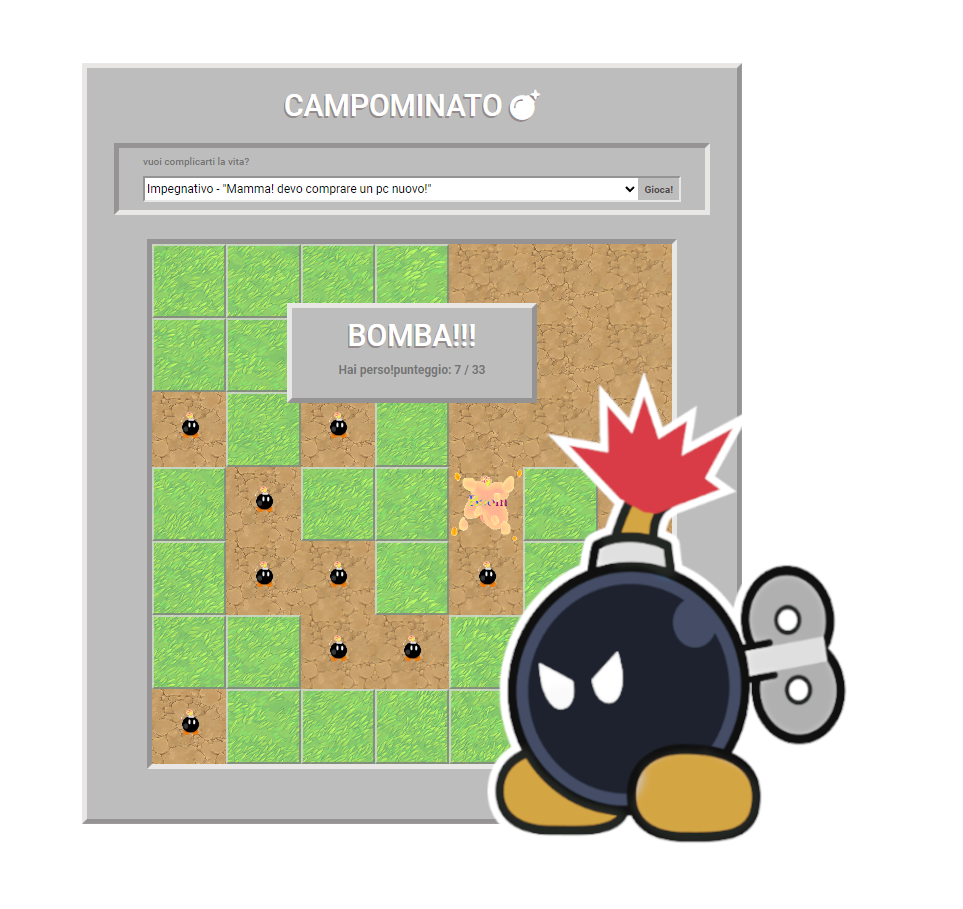 CAMPOMINATO
vuoi complicarti la vita?
Impegnativo - "Mamma! devo comprare un pc nuovo!"
Gioca!
BOMBA!!!
Hai perso!punteggio: 7 / 33